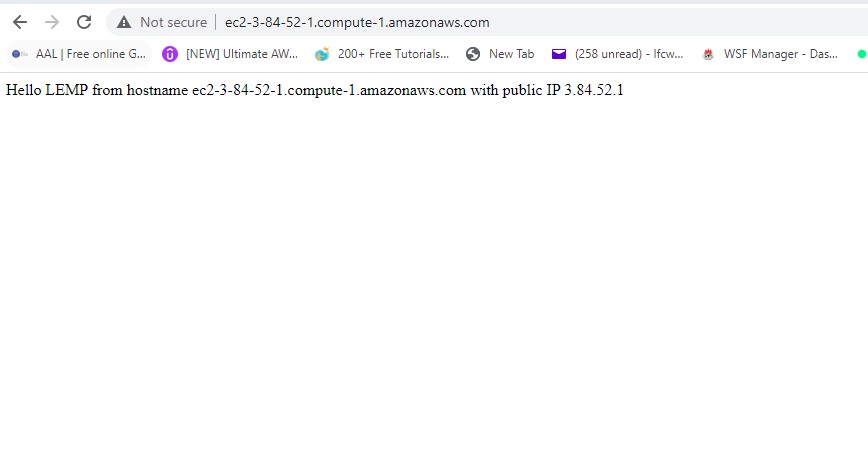 Not secure | ec2-3-84-52-1.compute-1.amazonaws.com
AAL | Free online G... [NEW] Ultimate AW... 200+ Free Tutorials... New Tab (258 unread) - lfcw... WSF Manager - Das...
Hello LEMP from hostname ec2-3-84-52-1.compute-1.amazonaws.com with public IP 3.84.52.1